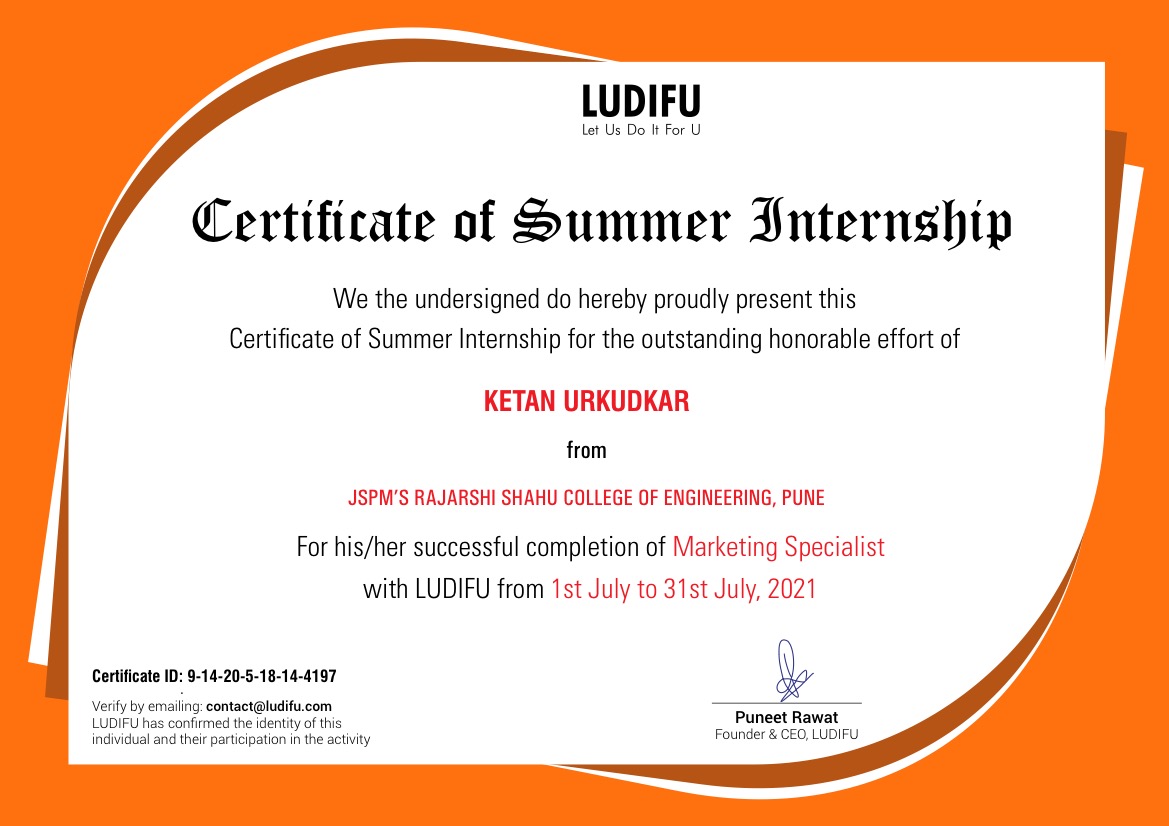 LUDIFU
Let Us Do It For U
Certificate of Summer Internship
We the undersigned do hereby proudly present this
Certificate of Summer Internship for the outstanding honorable effort of
KETAN URKUDKAR
from
JSPM'S RAJARSHI SHAHU COLLEGE OF ENGINEERING, PUNE
For his/her successful completion of Marketing Specialist
with LUDIFU from 1st July to 31st July, 2021
Certificate ID: 9-14-20-5-18-14-4197
Verify by emailing: contact@ludifu.com
LUDIFU has confirmed the identity of this
individual and their participation in the activity
Puneet Rawat
Founder & CEO, LUDIFU